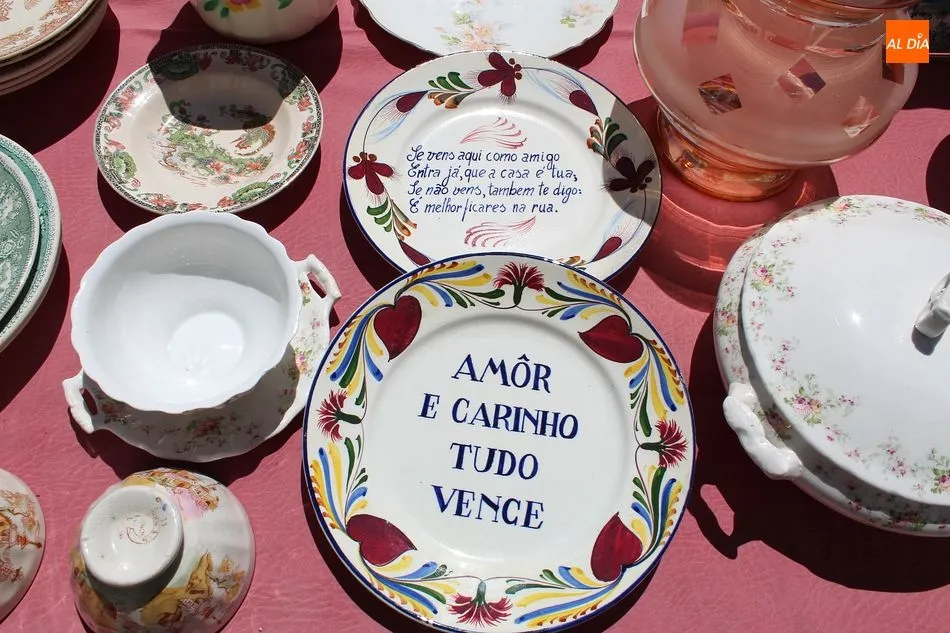 AL DÍA
Se vens aqui como amigo
Entra já, que a casa é tua;
Se não vens, tambem te digo:
É melhor ficares na rua.
AMÔR
E CARINHO
TUDO
VENCE